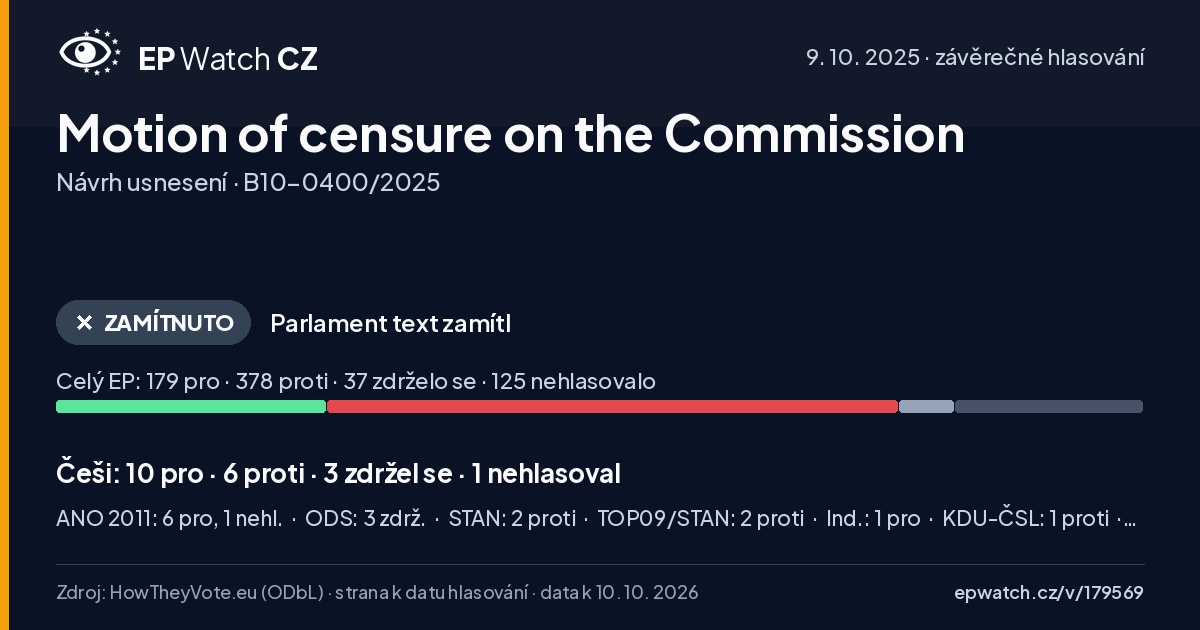 EP Watch CZ
9. 10. 2025 · závěrečné hlasování
Motion of censure on the Commission
Návrh usnesení · B10-0400/2025
✕ ZAMÍTNUTO
Parlament text zamítl
Celý EP: 179 pro · 378 proti · 37 zdrželo se · 125 nehlasovalo
Češi: 10 pro · 6 proti · 3 zdržel se · 1 nehlasoval
ANO 2011: 6 pro, 1 nehl. · ODS: 3 zdrž. · STAN: 2 proti · TOP09/STAN: 2 proti · Ind.: 1 pro · KDU-ČSL: 1 proti ·…
Zdroj: HowTheyVote.eu (ODbL) · strana k datu hlasování · data k 10. 10. 2026
epwatch.cz/v/179569